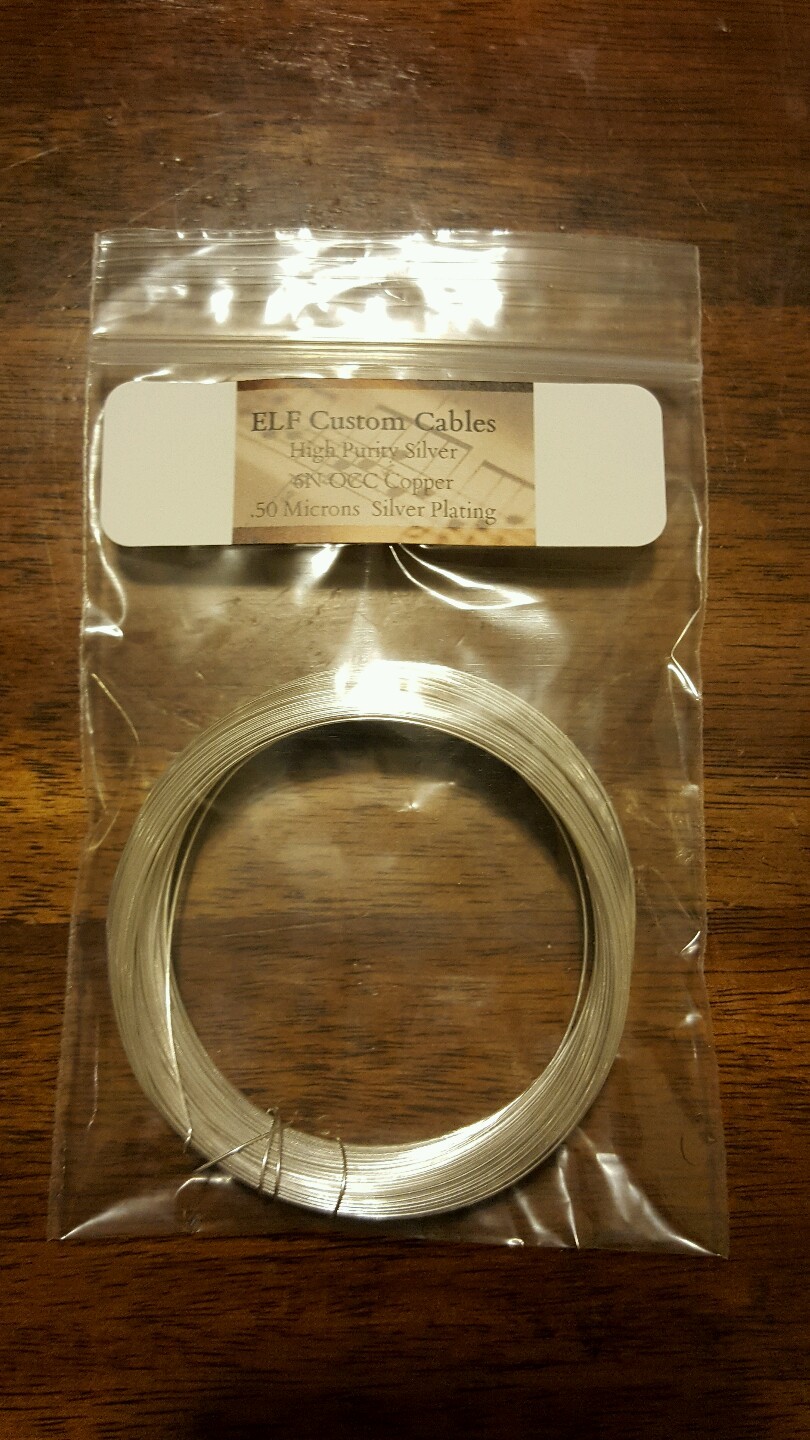 ELF Custom Cables
High Purity Silver
6N OCC Copper
.50 Microns Silver Plating